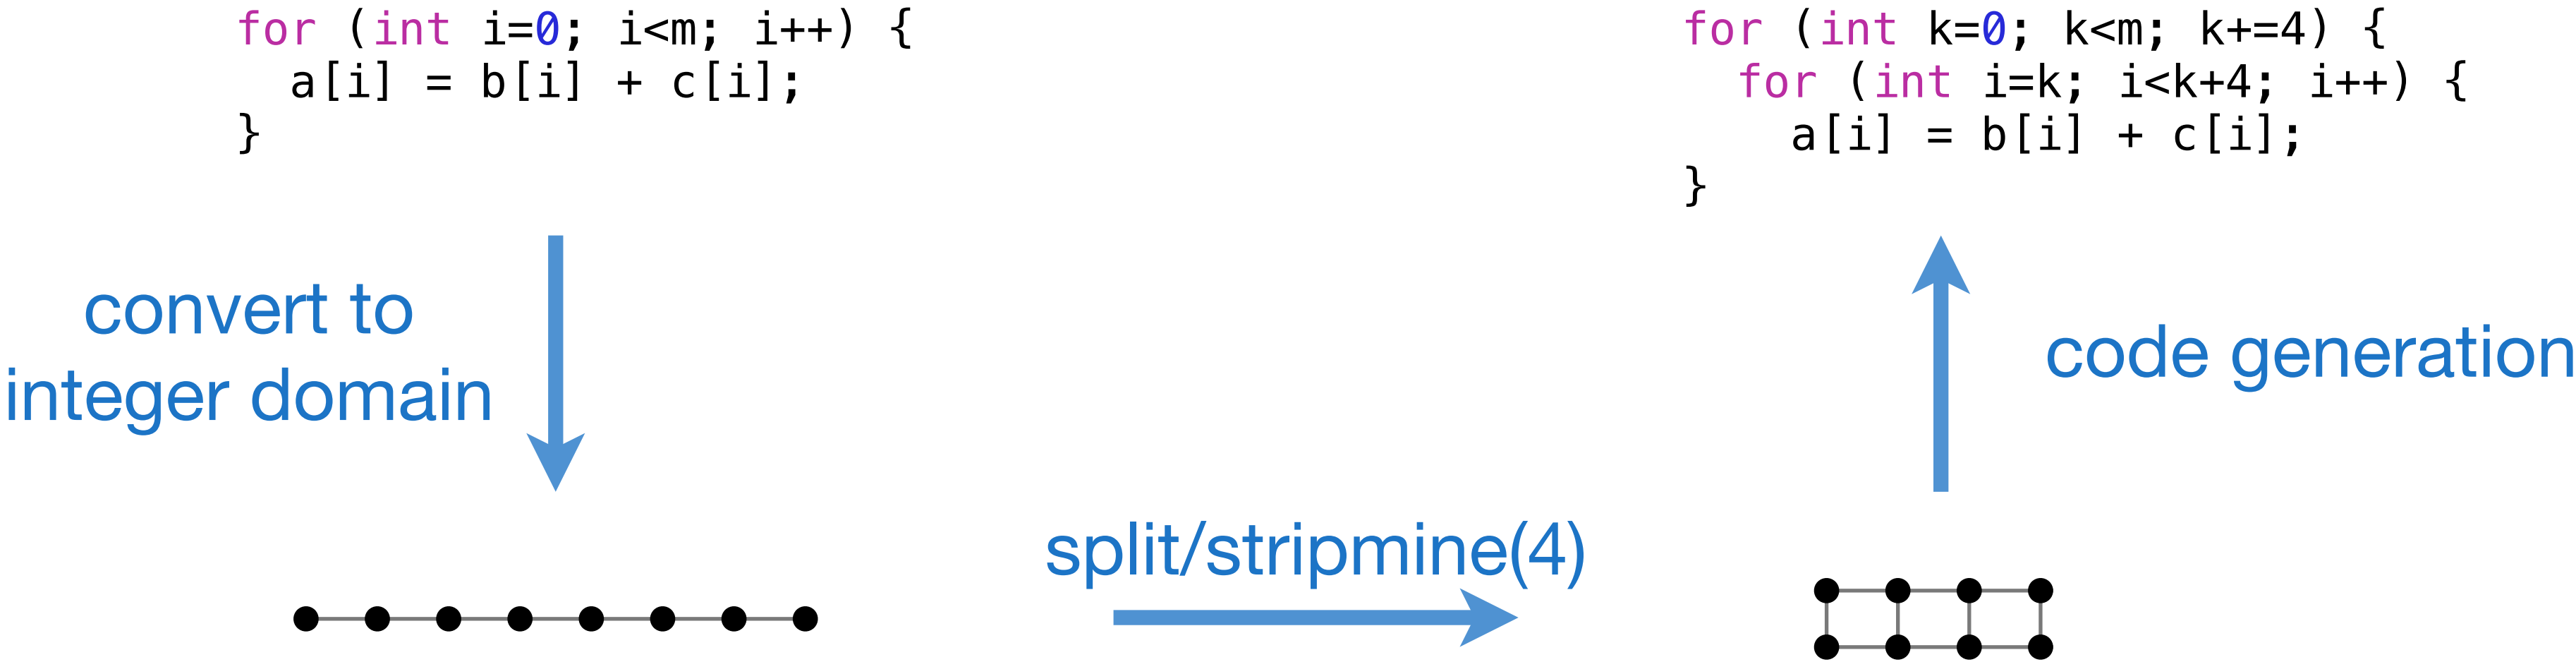 for (int i=0; i<m; i++) {
  a[i] = b[i] + c[i];
}
for (int k=0; k<m; k+=4) {
  for (int i=k; i<k+4; i++) {
    a[i] = b[i] + c[i];
}
convert to
integer domain
code generation
split/stripmine(4)